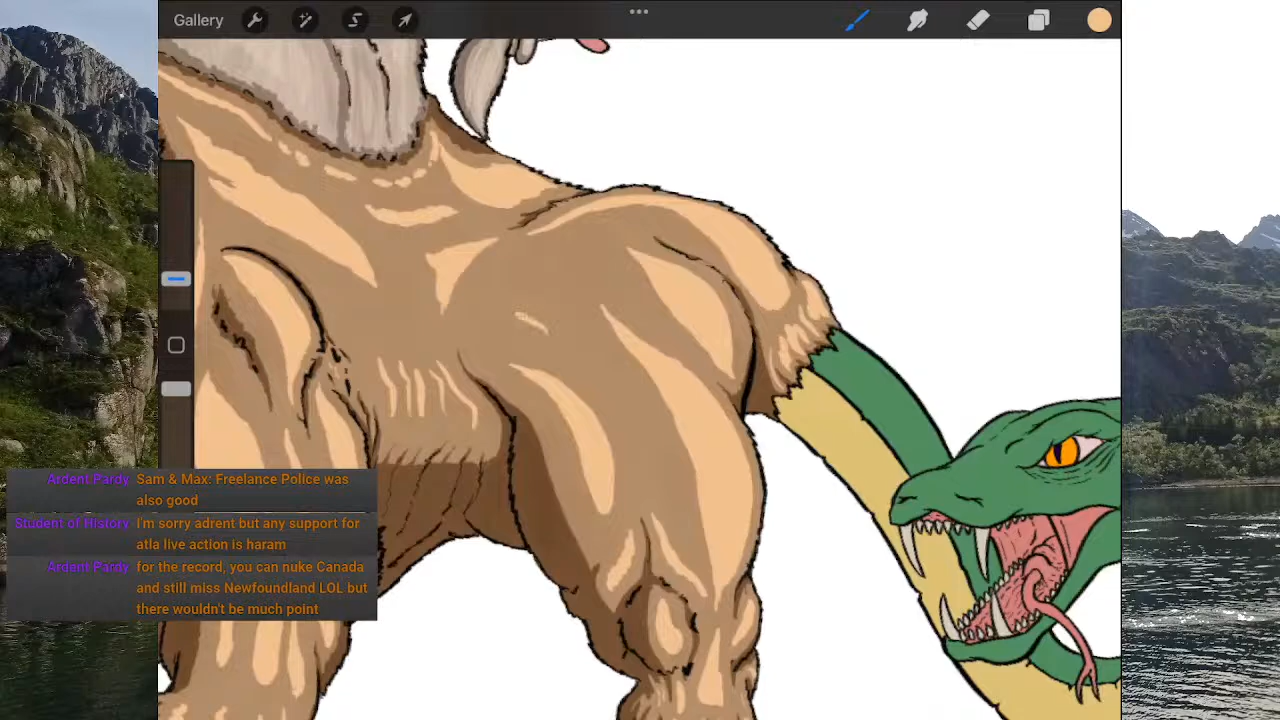 Gallery
Ardent Pardy Sam & Max: Freelance Police was
also good
Student of History I'm sorry adrent but any support for
atla live action is haram
Ardent Pardy for the record, you can nuke Canada
and still miss Newfoundland LOL but
there wouldn't be much point